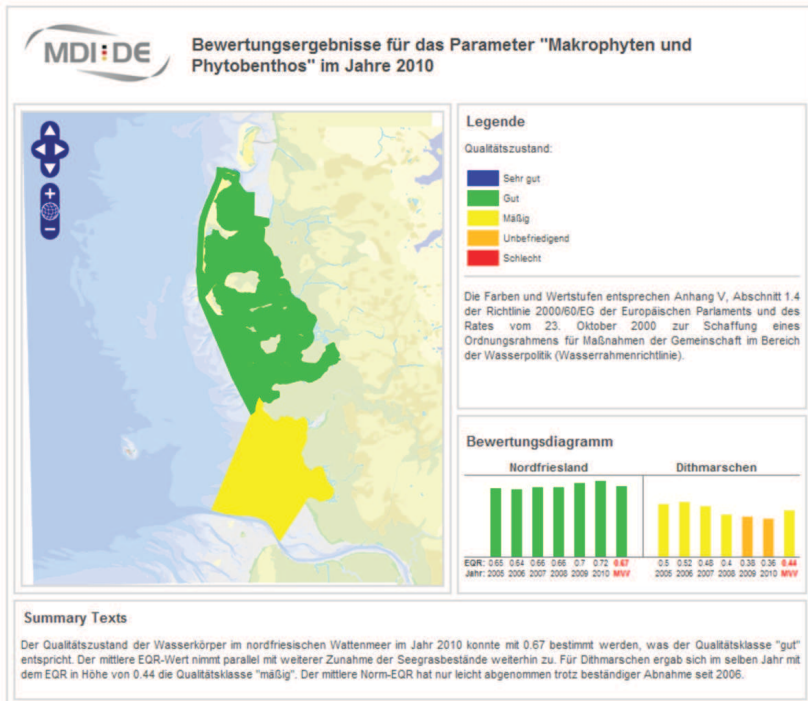 MDI:DE
Bewertungsergebnisse für das Parameter "Makrophyten und
Phytobenthos" im Jahre 2010
Legende
Qualitätszustand:
Sehr gut
Gut
Mäßig
Unbefriedigend
Schlecht
Die Farben und Wertstufen entsprechen Anhang V, Abschnitt 1.4
der Richtlinie 2000/60/EG der Europäischen Parlaments und des
Rates vom 23. Oktober 2000 zur Schaffung eines
Ordnungsrahmens für Maßnahmen der Gemeinschaft im Bereich
der Wasserpolitik (Wasserrahmenrichtlinie).
Bewertungsdiagramm
Nordfriesland Dithmarschen
EQR: 0.65 0.64 0.66 0.66 0.7 0.72 0.67 0.5 0.52 0.48 0.4 0.38 0.36 0.44
Jahr: 2005 2006 2007 2008 2009 2010 MVV 2005 2006 2007 2008 2009 2010 MVV
Summary Texts
Der Qualitätszustand der Wasserkörper im nordfriesischen Wattenmeer im Jahr 2010 konnte mit 0.67 bestimmt werden, was der Qualitätsklasse "gut"
entspricht. Der mittlere EQR-Wert nimmt parallel mit weiterer Zunahme der Seegrasbestände weiterhin zu. Für Dithmarschen ergab sich im selben Jahr mit
dem EQR in Höhe von 0.44 die Qualitätsklasse "mäßig". Der mittlere Norm-EQR hat nur leicht abgenommen trotz beständiger Abnahme seit 2006.